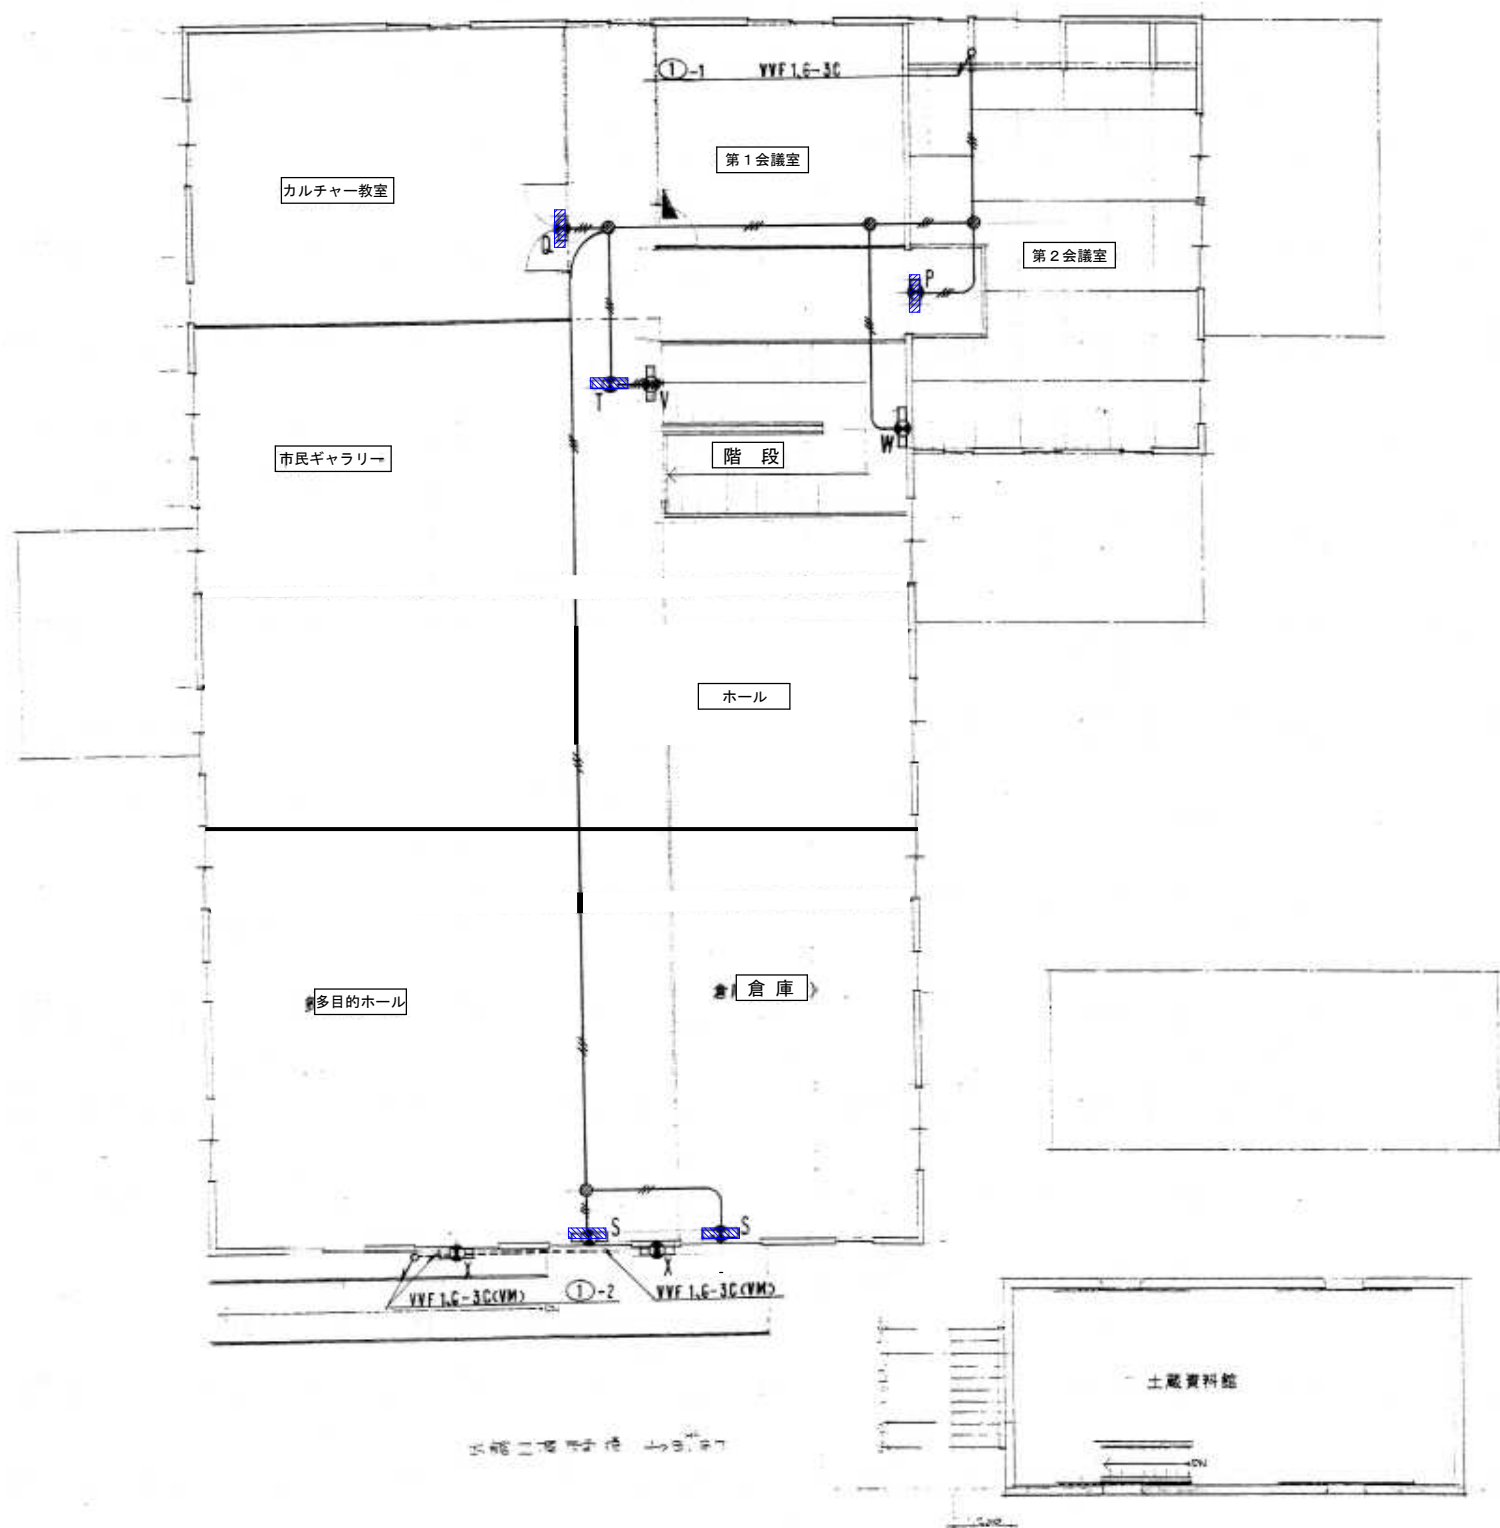 ①-1 VVF1.6-3C
第1会議室
カルチャー教室
Q
第2会議室
P
T
V
W
市民ギャラリー
階 段
ホール
倉 庫
多目的ホール
S
S
X
X
VVF1.6-3C(VM)
①-2
VVF1.6-3C(VM)
土蔵資料館
DN